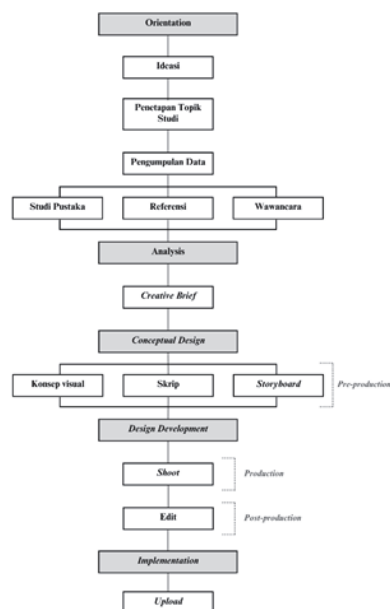 Orientation
Ideasi
Penetapan Topik
Studi
Pengumpulan Data
Studi Pustaka
Referensi
Wawancara
Analysis
Creative Brief
Conceptual Design
Konsep visual
Skrip
Storyboard
Pre-production
Design Development
Shoot
Production
Edit
Post-production
Implementation
Upload